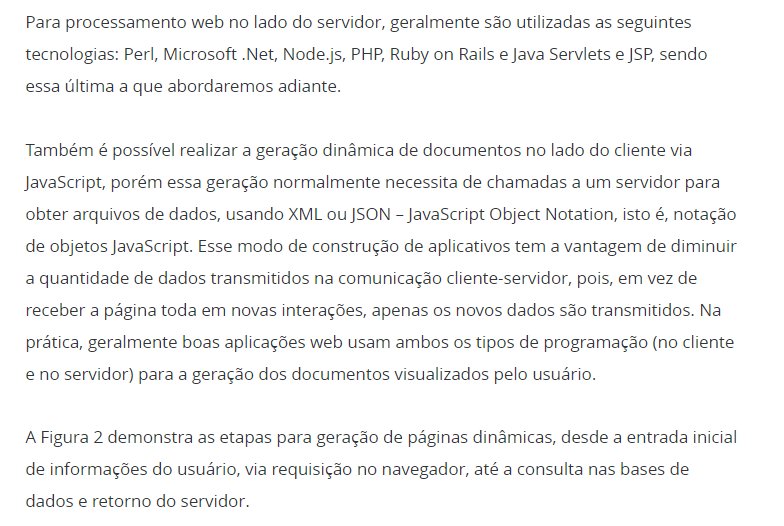 Para processamento web no lado do servidor, geralmente são utilizadas as seguintes
tecnologias: Perl, Microsoft .Net, Node.js, PHP, Ruby on Rails e Java Servlets e JSP, sendo
essa última a que abordaremos adiante.
Também é possível realizar a geração dinâmica de documentos no lado do cliente via
JavaScript, porém essa geração normalmente necessita de chamadas a um servidor para
obter arquivos de dados, usando XML ou JSON – JavaScript Object Notation, isto é, notação
de objetos JavaScript. Esse modo de construção de aplicativos tem a vantagem de diminuir
a quantidade de dados transmitidos na comunicação cliente-servidor, pois, em vez de
receber a página toda em novas interações, apenas os novos dados são transmitidos. Na
prática, geralmente boas aplicações web usam ambos os tipos de programação (no cliente
e no servidor) para a geração dos documentos visualizados pelo usuário.
A Figura 2 demonstra as etapas para geração de páginas dinâmicas, desde a entrada inicial
de informações do usuário, via requisição no navegador, até a consulta nas bases de
dados e retorno do servidor.